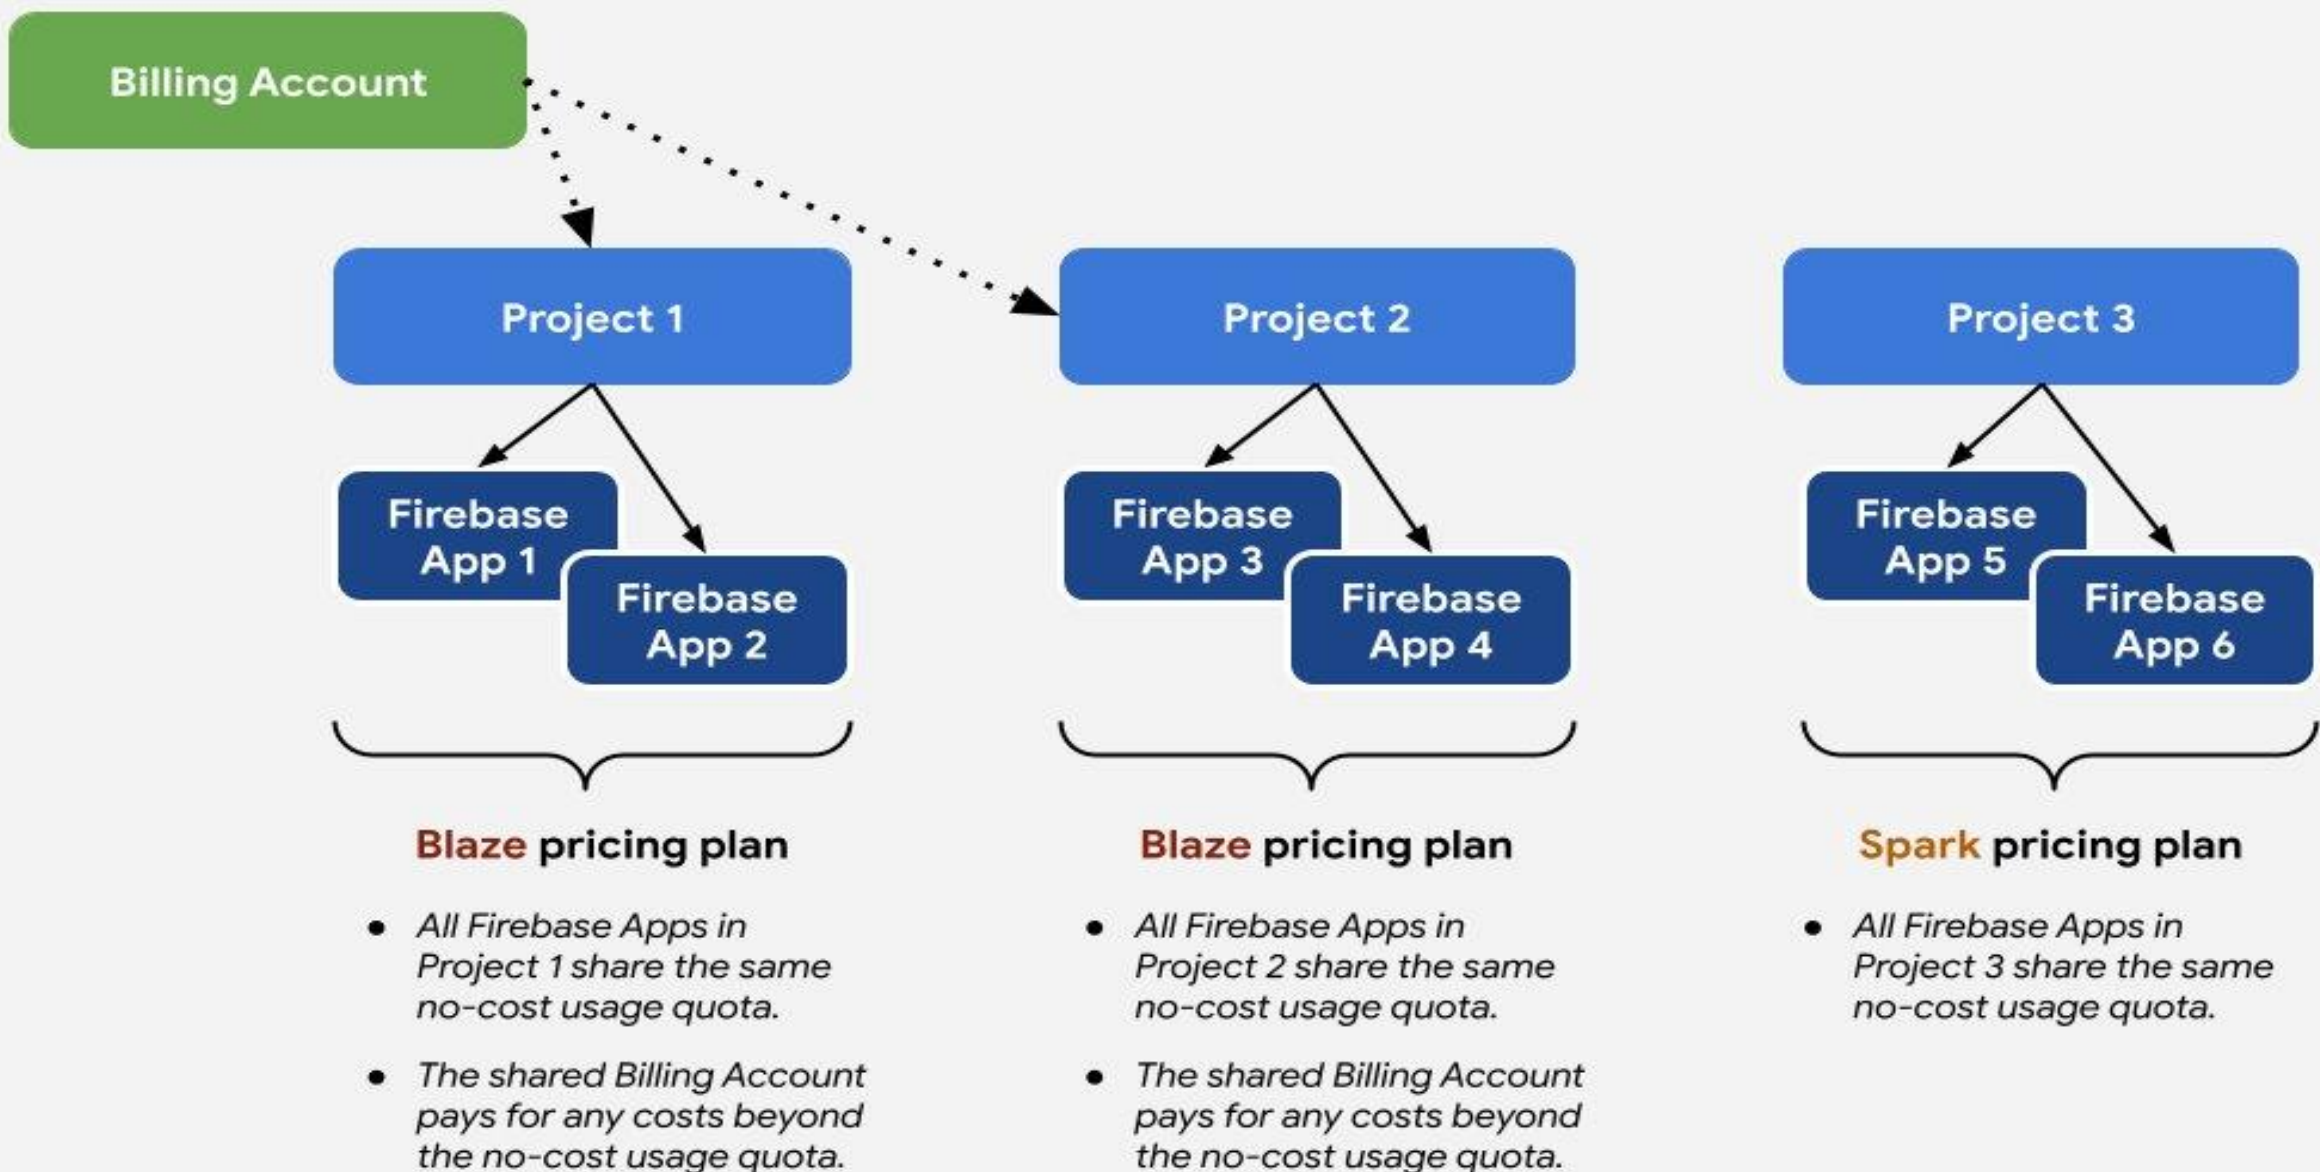 Billing Account
Project 1
Project 2
Project 3
Firebase
App 1
Firebase
App 2
Firebase
App 3
Firebase
App 4
Firebase
App 5
Firebase
App 6
Blaze pricing plan
● All Firebase Apps in
Project 1 share the same
no-cost usage quota.
● The shared Billing Account
pays for any costs beyond
the no-cost usage quota.
Blaze pricing plan
● All Firebase Apps in
Project 2 share the same
no-cost usage quota.
● The shared Billing Account
pays for any costs beyond
the no-cost usage quota.
Spark pricing plan
● All Firebase Apps in
Project 3 share the same
no-cost usage quota.